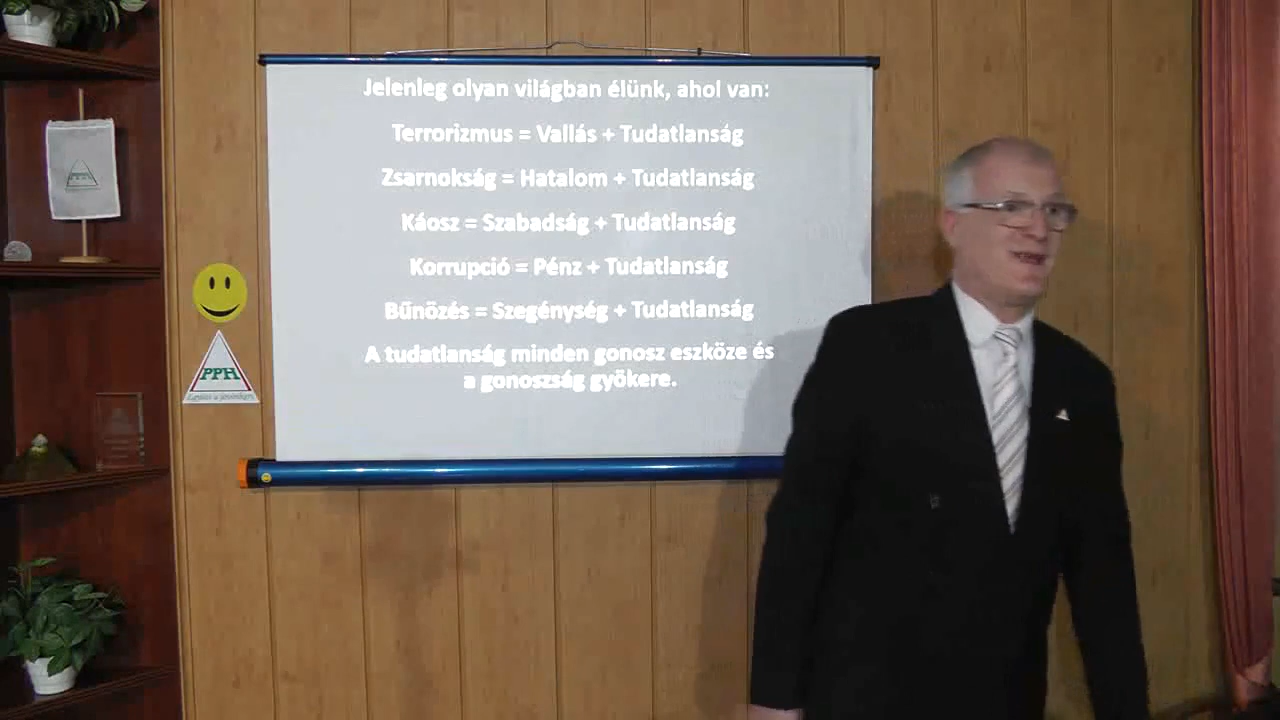 Jelenleg olyan világban élünk, ahol van:
Terrorizmus = Vallás + Tudatlanság
Zsarnokság = Hatalom + Tudatlanság
Káosz = Szabadság + Tudatlanság
Korrupció = Pénz + Tudatlanság
Bűnözés = Szegénység + Tudatlanság
A tudatlanság minden gonosz eszköze és
a gonoszság gyökere.
PPH